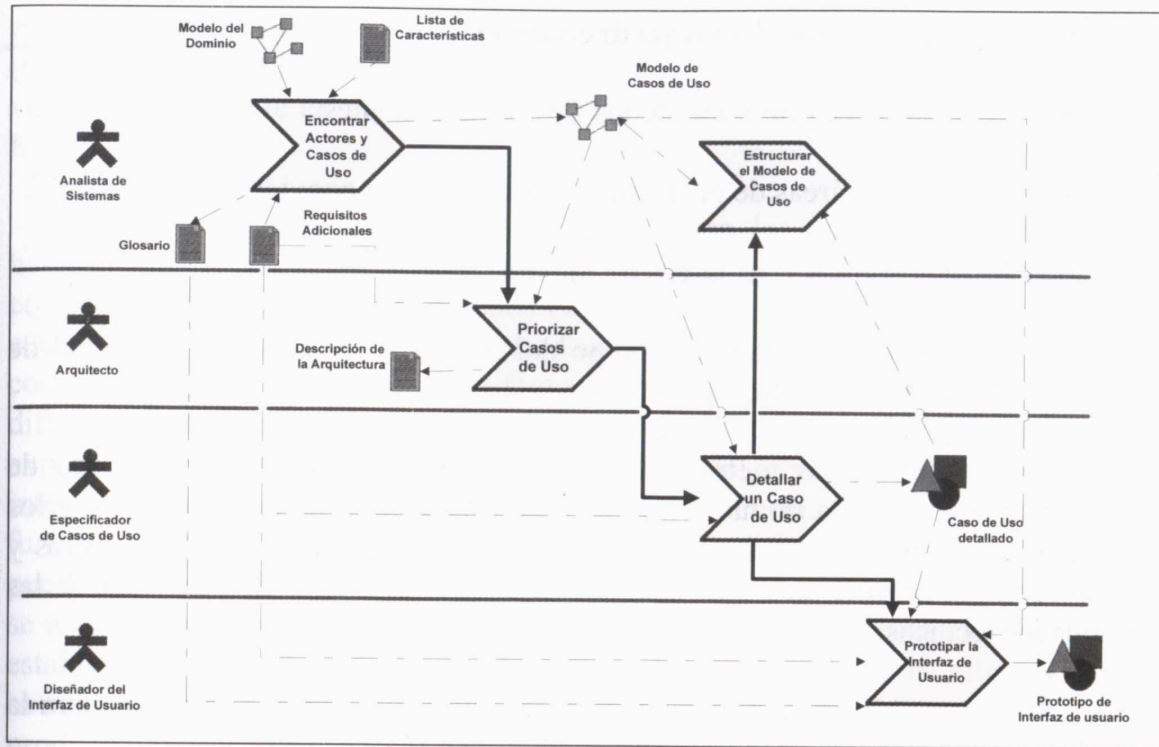 Modelo del
Dominio
Lista de
Características
Modelo de
Casos de Uso
Encontrar
Actores y
Casos de
Uso
Estructurar
el Modelo de
Casos de
Uso
Analista de
Sistemas
Requisitos
Adicionales
Glosario
Priorizar
Casos
de Uso
Descripción de
la Arquitectura
Arquitecto
Detallar
un Caso
de Uso
Especificador
de Casos de Uso
Caso de Uso
detallado
Prototipar la
Interfaz de
Usuario
Diseñador del
Interfaz de Usuario
Prototipo de
Interfaz de usuario